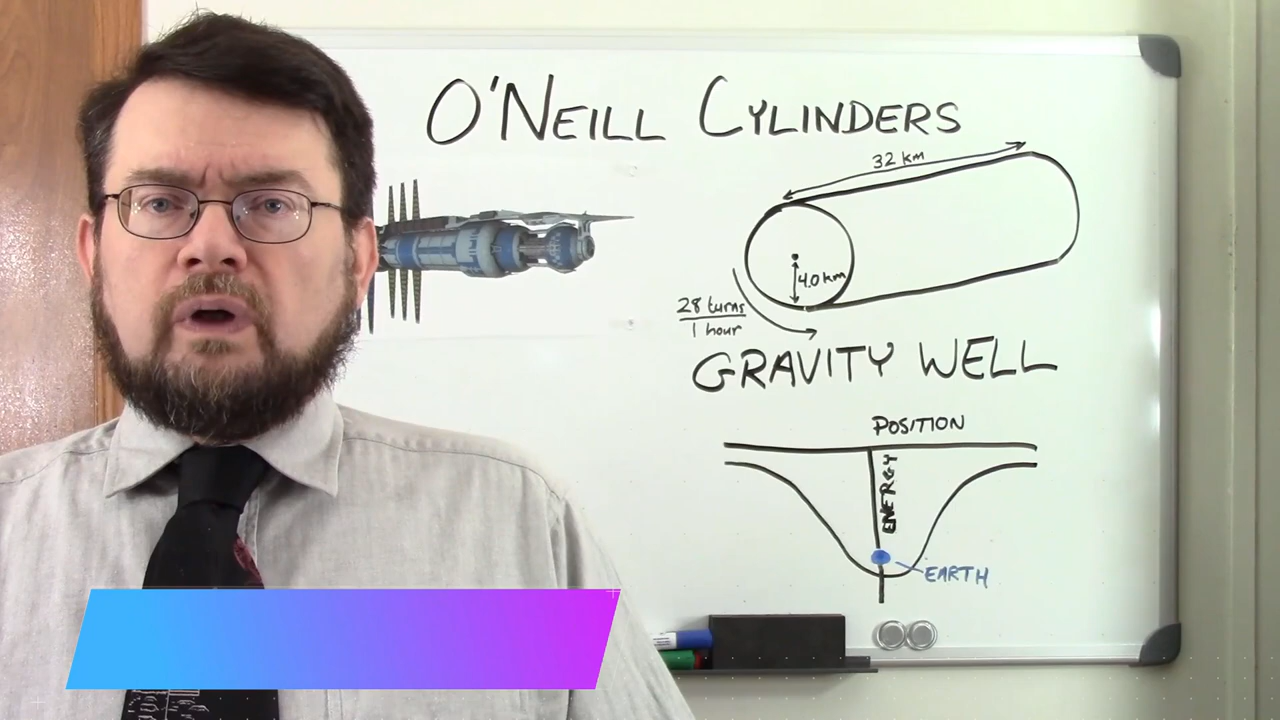 O'NEILL CYLINDERS
32 km
4.0 km
28 turns
1 hour
GRAVITY WELL
POSITION
ENERGY
EARTH